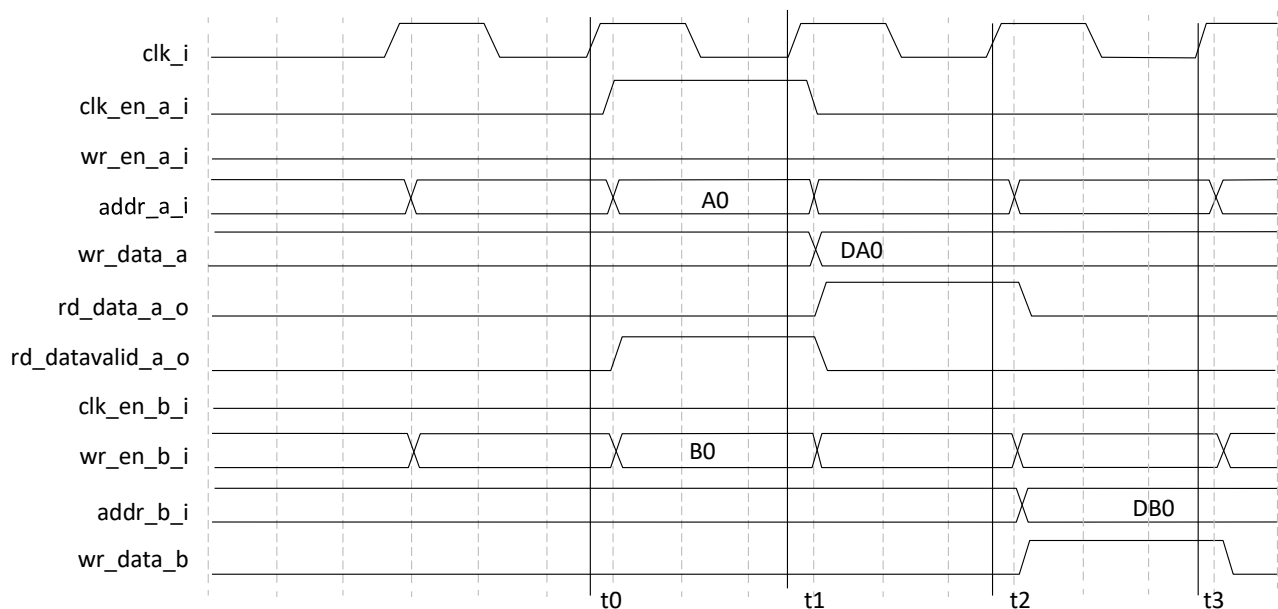 clk_i
clk_en_a_i
wr_en_a_i
addr_a_i A0
wr_data_a DA0
rd_data_a_o
rd_datavalid_a_o
clk_en_b_i
wr_en_b_i B0
addr_b_i DB0
wr_data_b
t0 t1 t2 t3